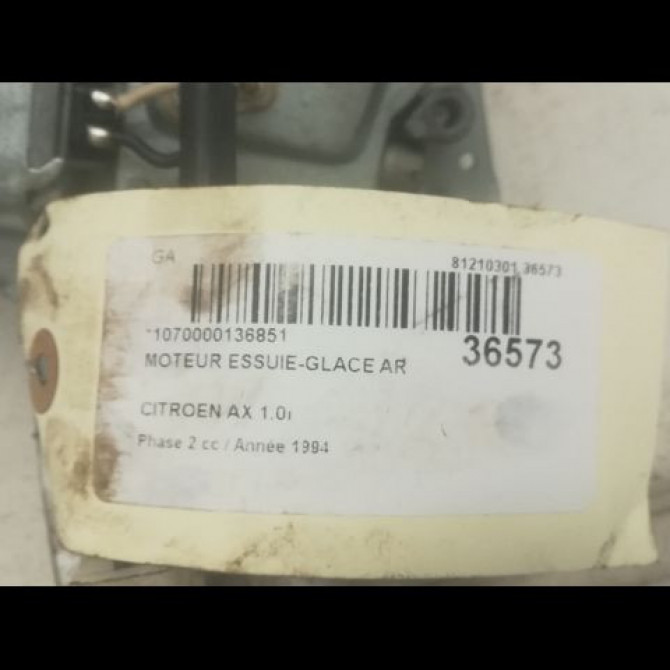 GA
81210301 36573
*1070000136851
36573
MOTEUR ESSUIE-GLACE AR
CITROEN AX 1.0i
Phase 2 cc / Année 1994